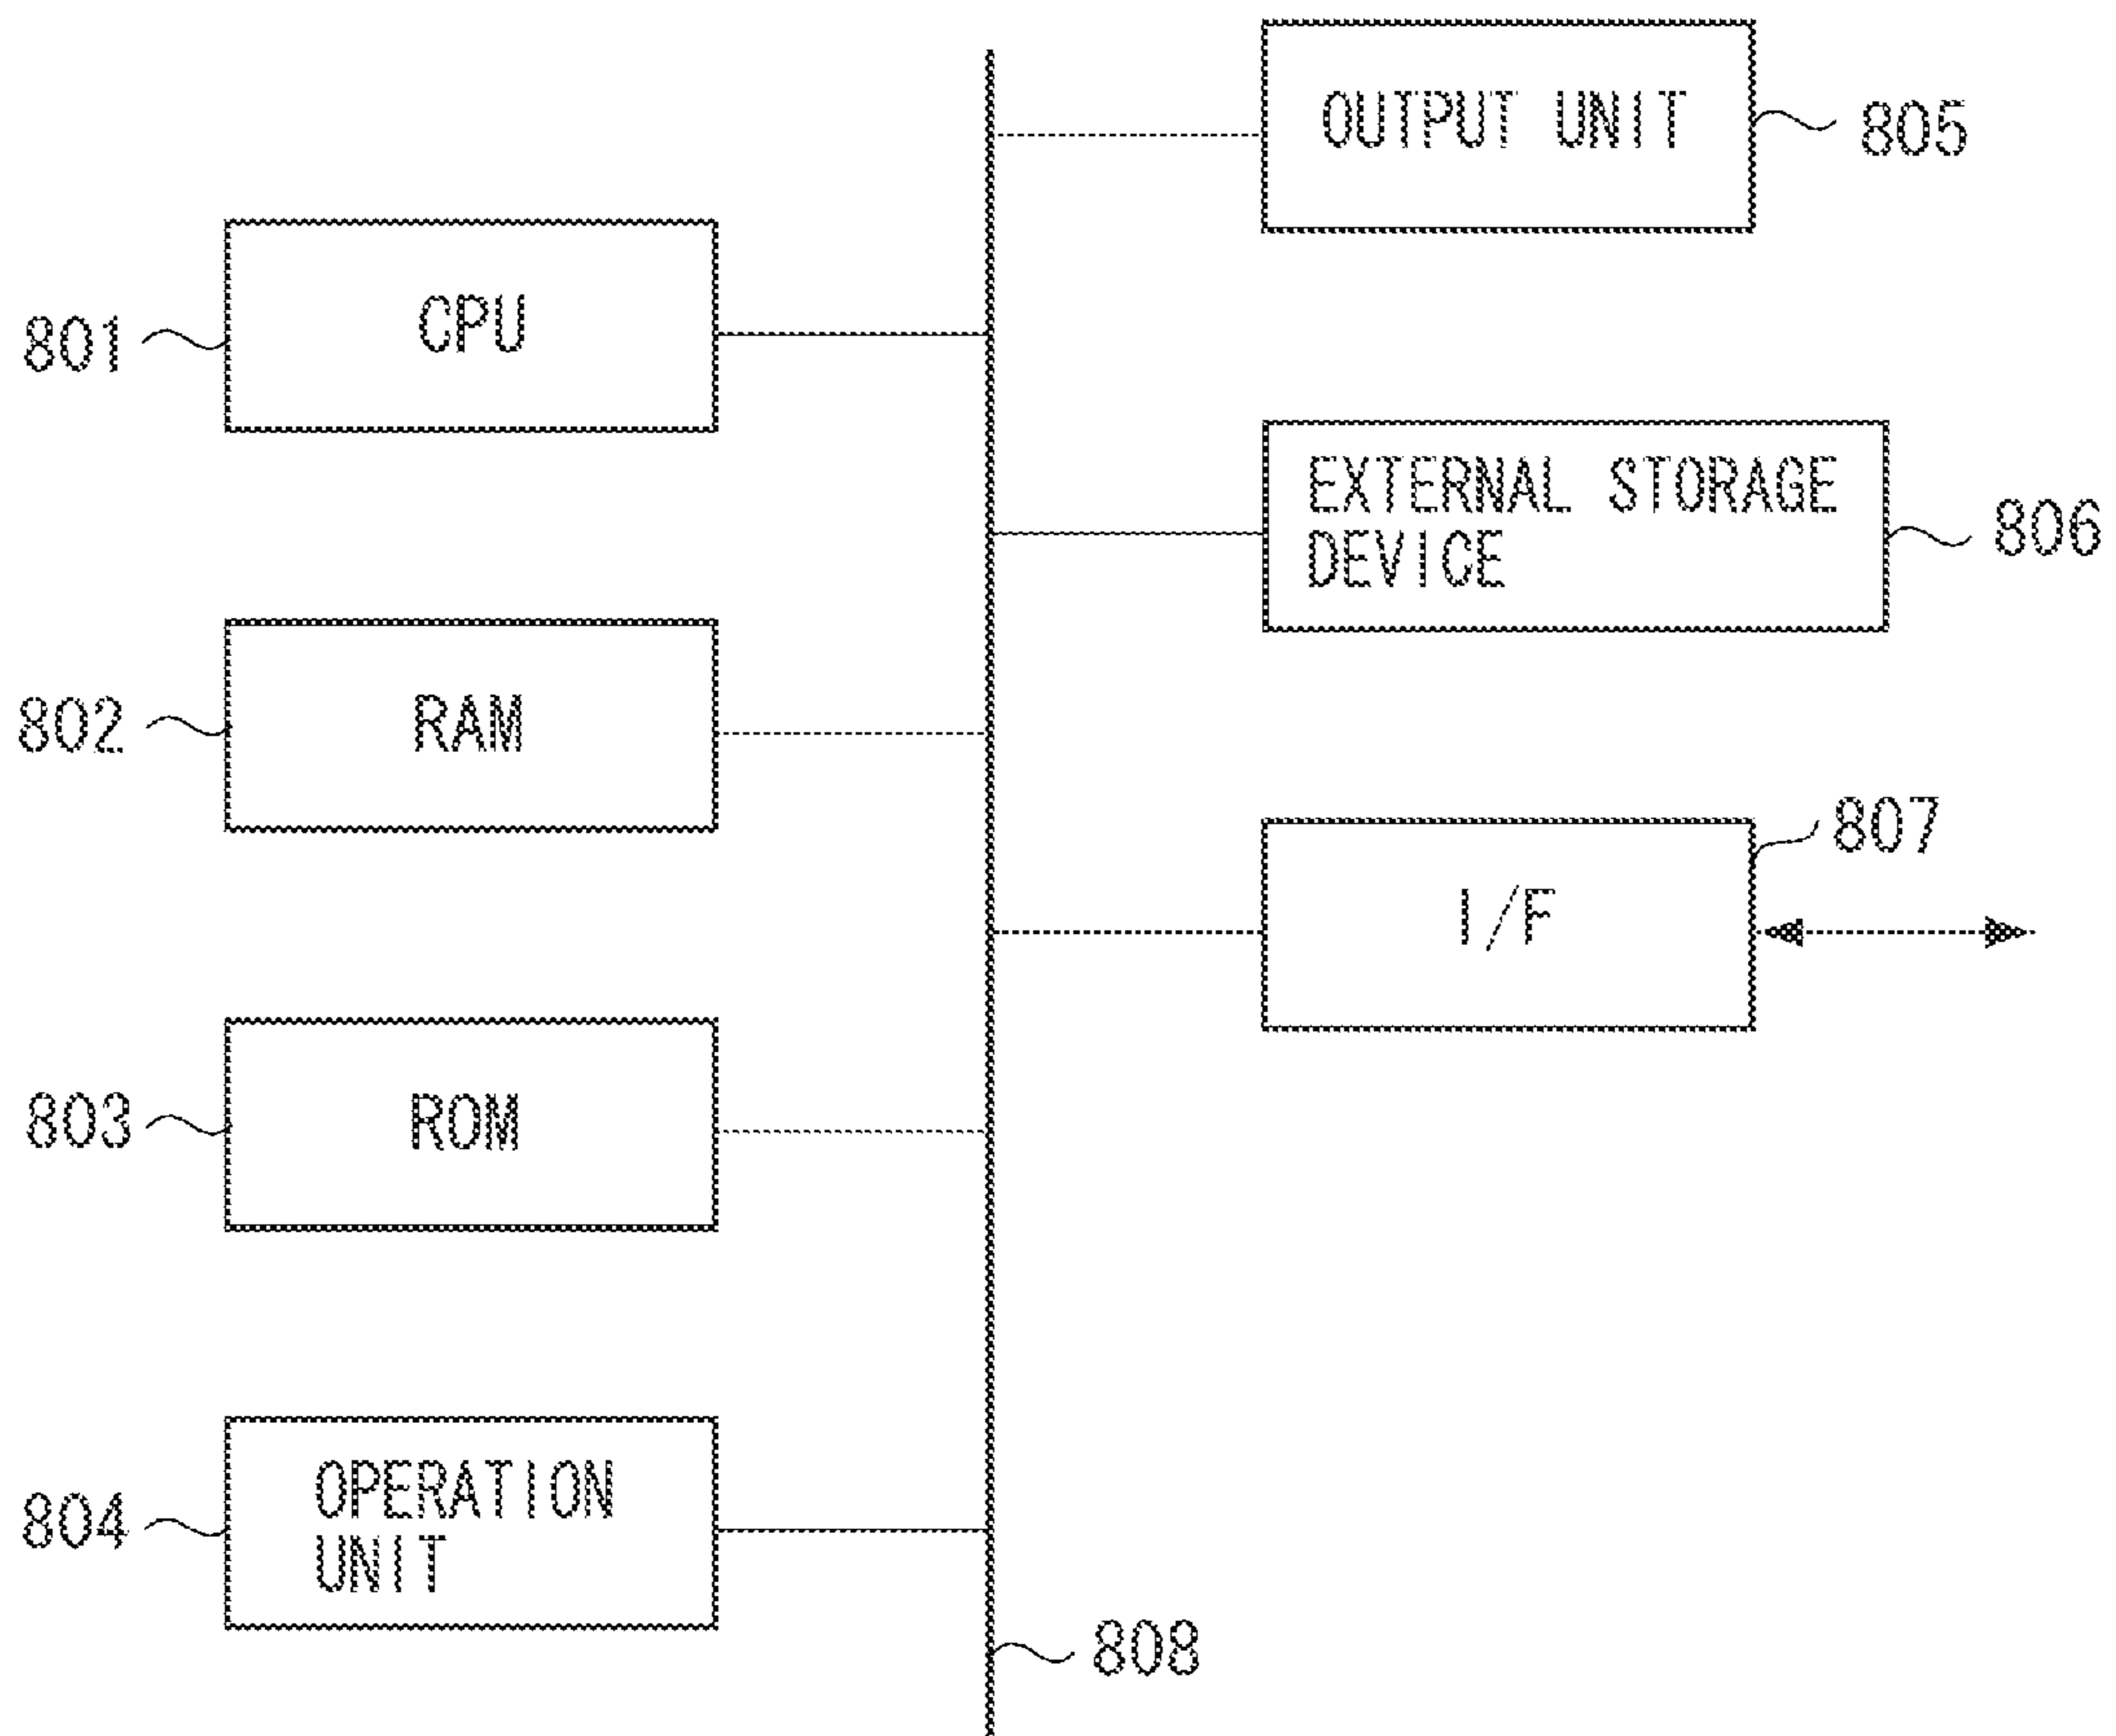 OUTPUT UNIT
805
CPU
801
EXTERNAL STORAGE
DEVICE
806
RAM
802
I/F
807
ROM
803
OPERATION
UNIT
804
808